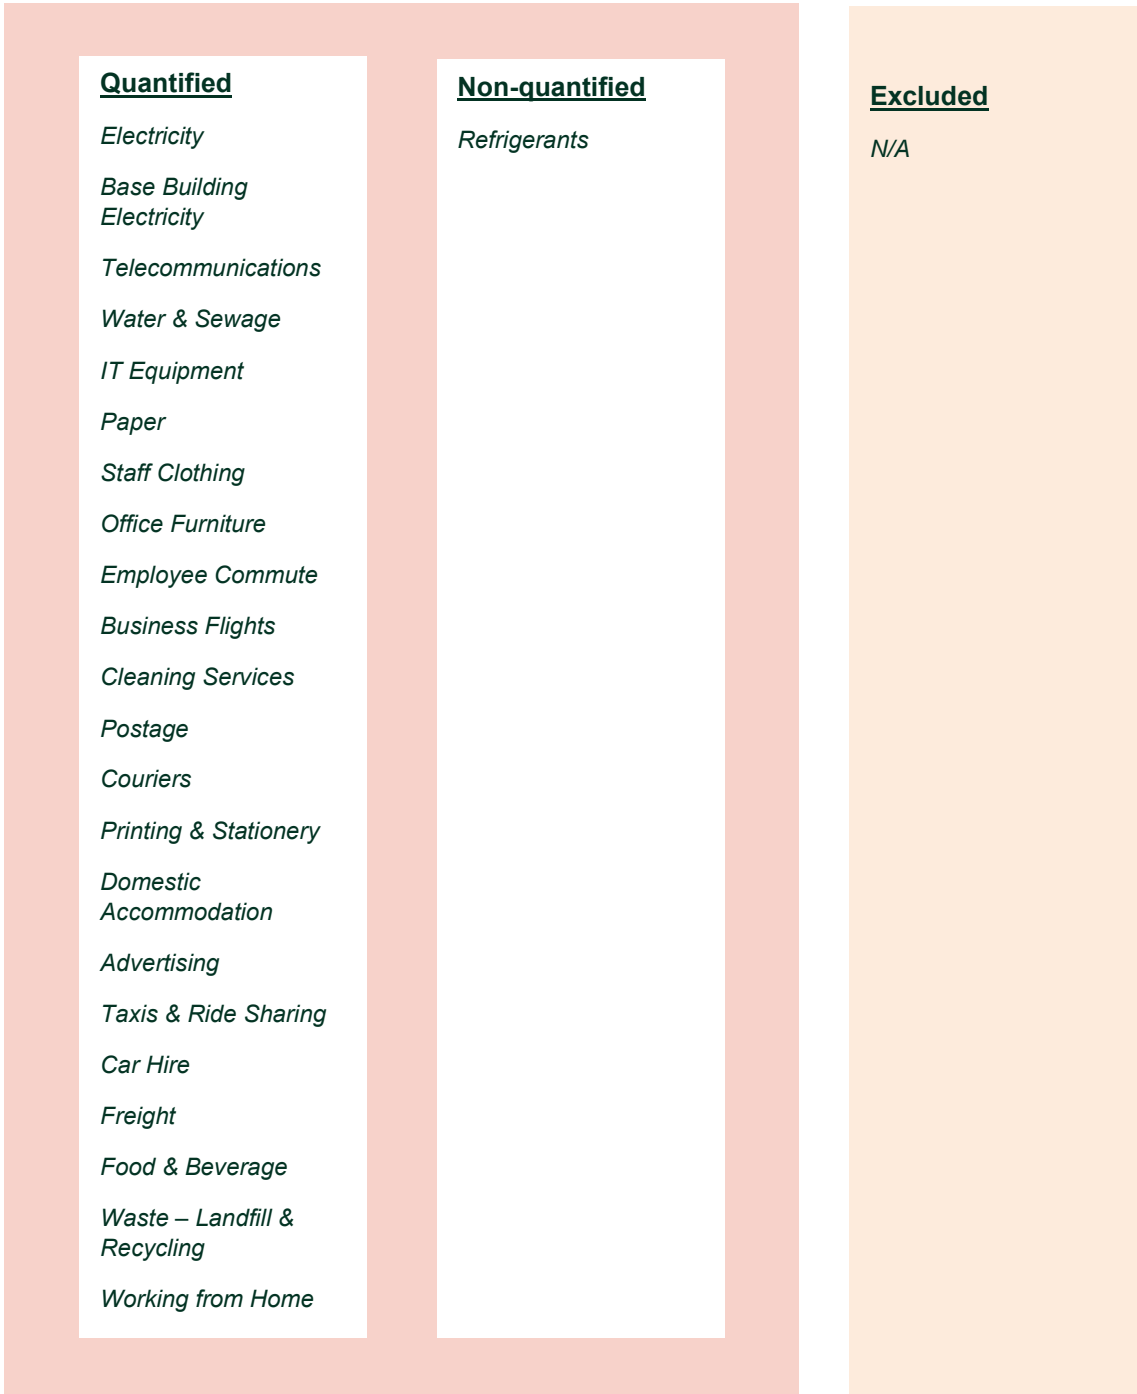 Quantified
Electricity
Base Building
Electricity
Telecommunications
Water & Sewage
IT Equipment
Paper
Staff Clothing
Office Furniture
Employee Commute
Business Flights
Cleaning Services
Postage
Couriers
Printing & Stationery
Domestic
Accommodation
Advertising
Taxis & Ride Sharing
Car Hire
Freight
Food & Beverage
Waste – Landfill &
Recycling
Working from Home
Non-quantified
Refrigerants
Excluded
N/A